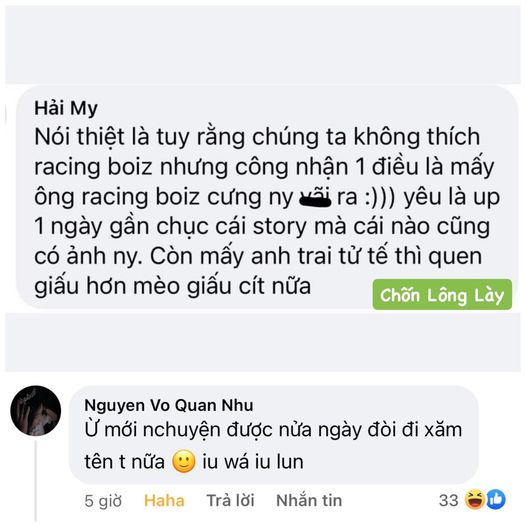 Hải My
Nói thiệt là tuy rằng chúng ta không thích
racing boiz nhưng công nhận 1 điều là mấy
ông racing boiz cưng ny ra :))) yêu là up
1 ngày gần chục cái story mà cái nào cũng
có ảnh ny. Còn mấy anh trai tử tế thì quen
giấu hơn mèo giấu cít nữa
Chốn Lông Lày
Nguyen Vo Quan Nhu
Ừ mới nchuyện được nửa ngày đòi đi xăm
tên t nữa 🙂 iu wá iu lun
5 giờ Haha Trả lời Nhắn tin 33